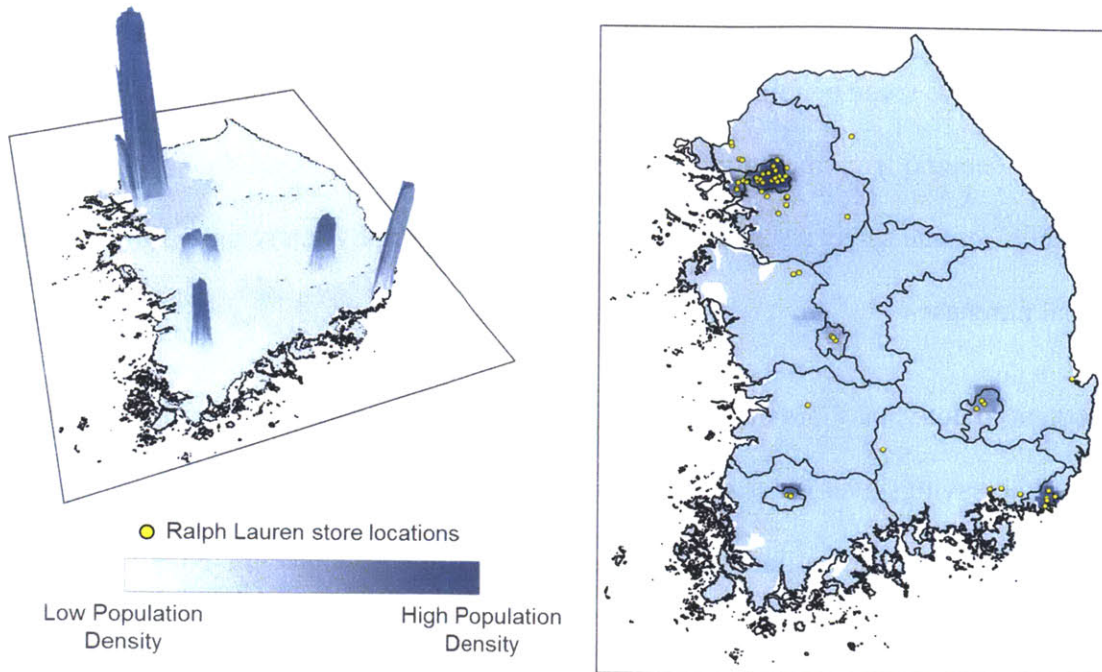 Ralph Lauren store locations
Low Population
Density
High Population
Density